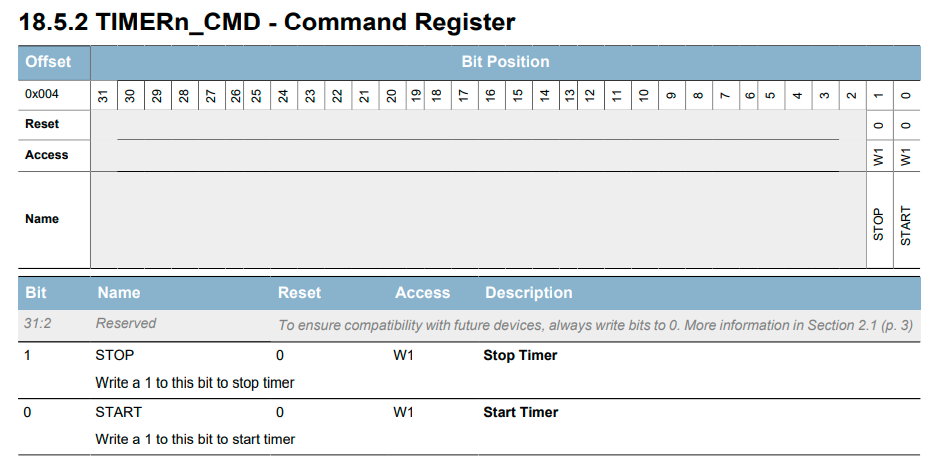 18.5.2 TIMERn_CMD - Command Register
Offset Bit Position
0x004 31 30 29 28 27 26 25 24 23 22 21 20 19 18 17 16 15 14 13 12 11 10 9 8 7 6 5 4 3 2 1 0
Reset 0 0
Access W1 W1
Name STOP START
Bit Name Reset Access Description
31:2 Reserved To ensure compatibility with future devices, always write bits to 0. More information in Section 2.1 (p. 3)
1 STOP 0 W1 Stop Timer
Write a 1 to this bit to stop timer
0 START 0 W1 Start Timer
Write a 1 to this bit to start timer